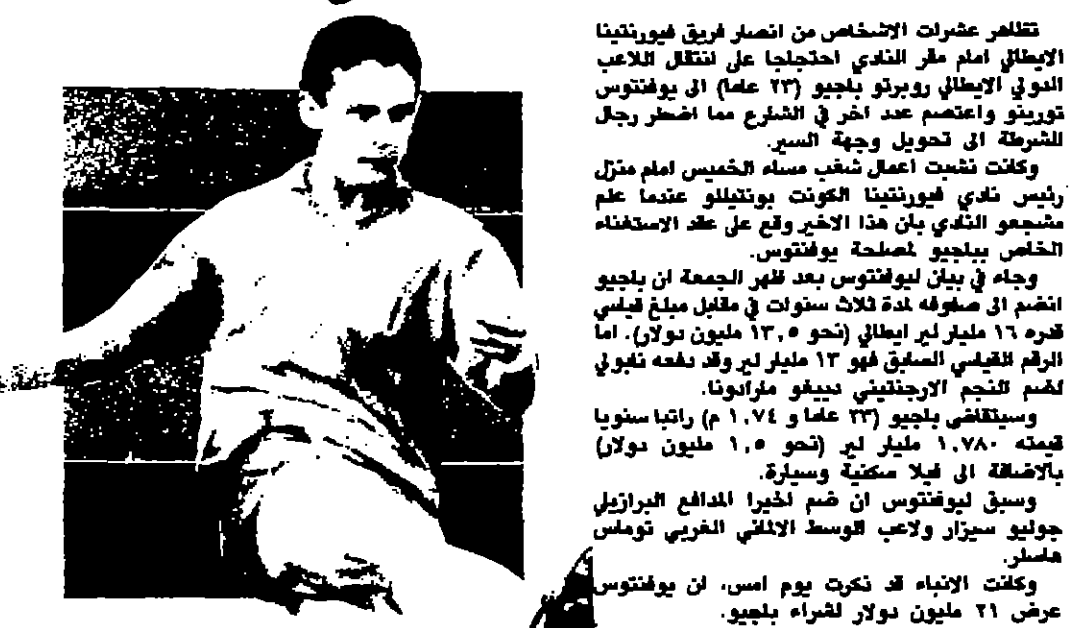 تتظاهر عشرات الاشخاص من انصار فريق فيورنتينا
الايطالي امام مقر النادي احتجاجا على انتقال اللاعب
الدولي الايطالي روبرتو باجيو (٢٣ عاما) الى يوفنتوس
تورينو واعتصم عدد اخر في الشارع مما اضطر رجال
الشرطة الى تحويل وجهة السير.
وكانت نشبت اعمال شغب مساء الخميس امام منزل
رئيس نادي فيورنتينا الكونت بونتيللو عندما علم
مشجعو النادي بان هذا الاخير وقع على عقد الاستغناء
الخاص بباجيو لمصلحة يوفنتوس.
وجاء في بيان ليوفنتوس بعد ظهر الجمعة ان باجيو
انضم الى صفوفه لمدة ثلاث سنوات في مقابل مبلغ قياسي
قدره ١٦ مليار لير ايطالي (نحو ١٣,٥ مليون دولار). اما
الرقم القياسي السابق فهو ١٣ مليار لير وقد دفعه نابولي
لضم النجم الارجنتيني دييغو مارادونا.
وسيتقاضى باجيو (٢٣ عاما و ١,٧٤ م) راتبا سنويا
قيمته ١,٧٨٠ مليار لير (نحو ١,٥ مليون دولار)
بالاضافة الى فيلا سكنية وسيارة.
وسبق ليوفنتوس ان ضم اخيرا المدافع البرازيلي
جوليو سيزار ولاعب الوسط الالماني الغربي توماس
هاسلر.
وكانت الانباء قد ذكرت يوم امس، ان يوفنتوس
عرض ٢١ مليون دولار لشراء باجيو.